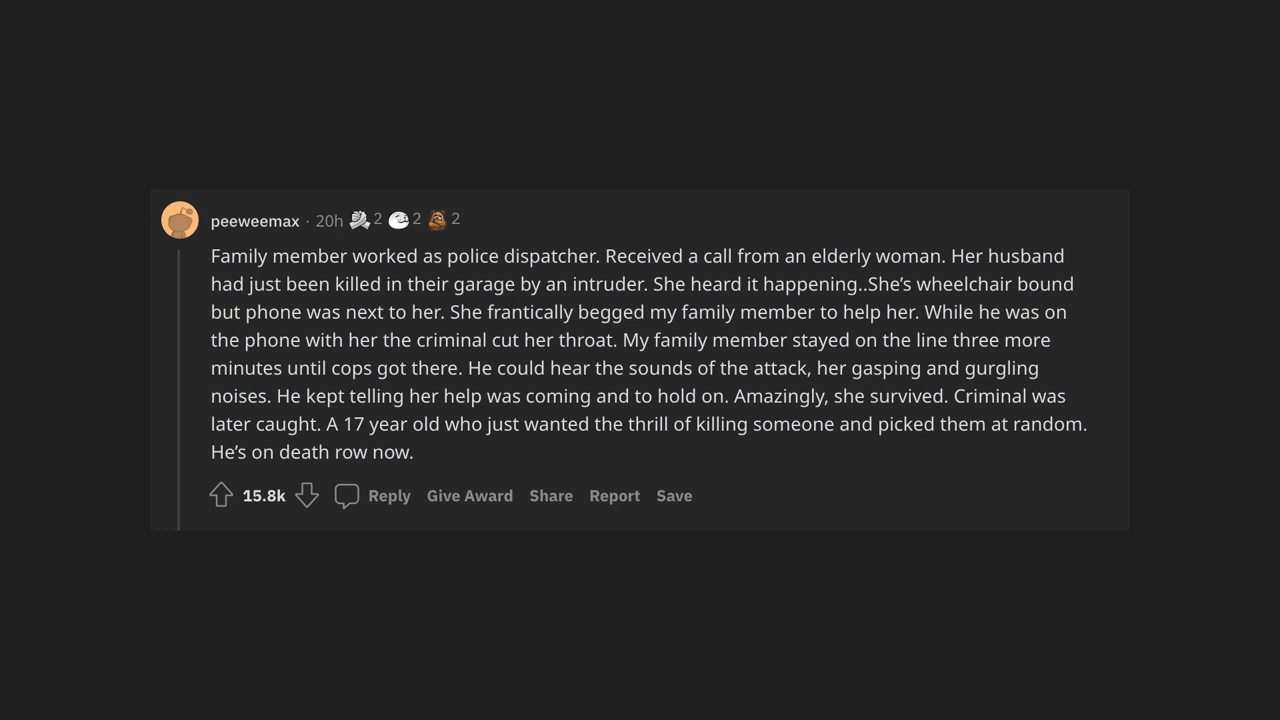 peeweemax · 20h 2 2 2
Family member worked as police dispatcher. Received a call from an elderly woman. Her husband
had just been killed in their garage by an intruder. She heard it happening..She’s wheelchair bound
but phone was next to her. She frantically begged my family member to help her. While he was on
the phone with her the criminal cut her throat. My family member stayed on the line three more
minutes until cops got there. He could hear the sounds of the attack, her gasping and gurgling
noises. He kept telling her help was coming and to hold on. Amazingly, she survived. Criminal was
later caught. A 17 year old who just wanted the thrill of killing someone and picked them at random.
He’s on death row now.
15.8k Reply Give Award Share Report Save